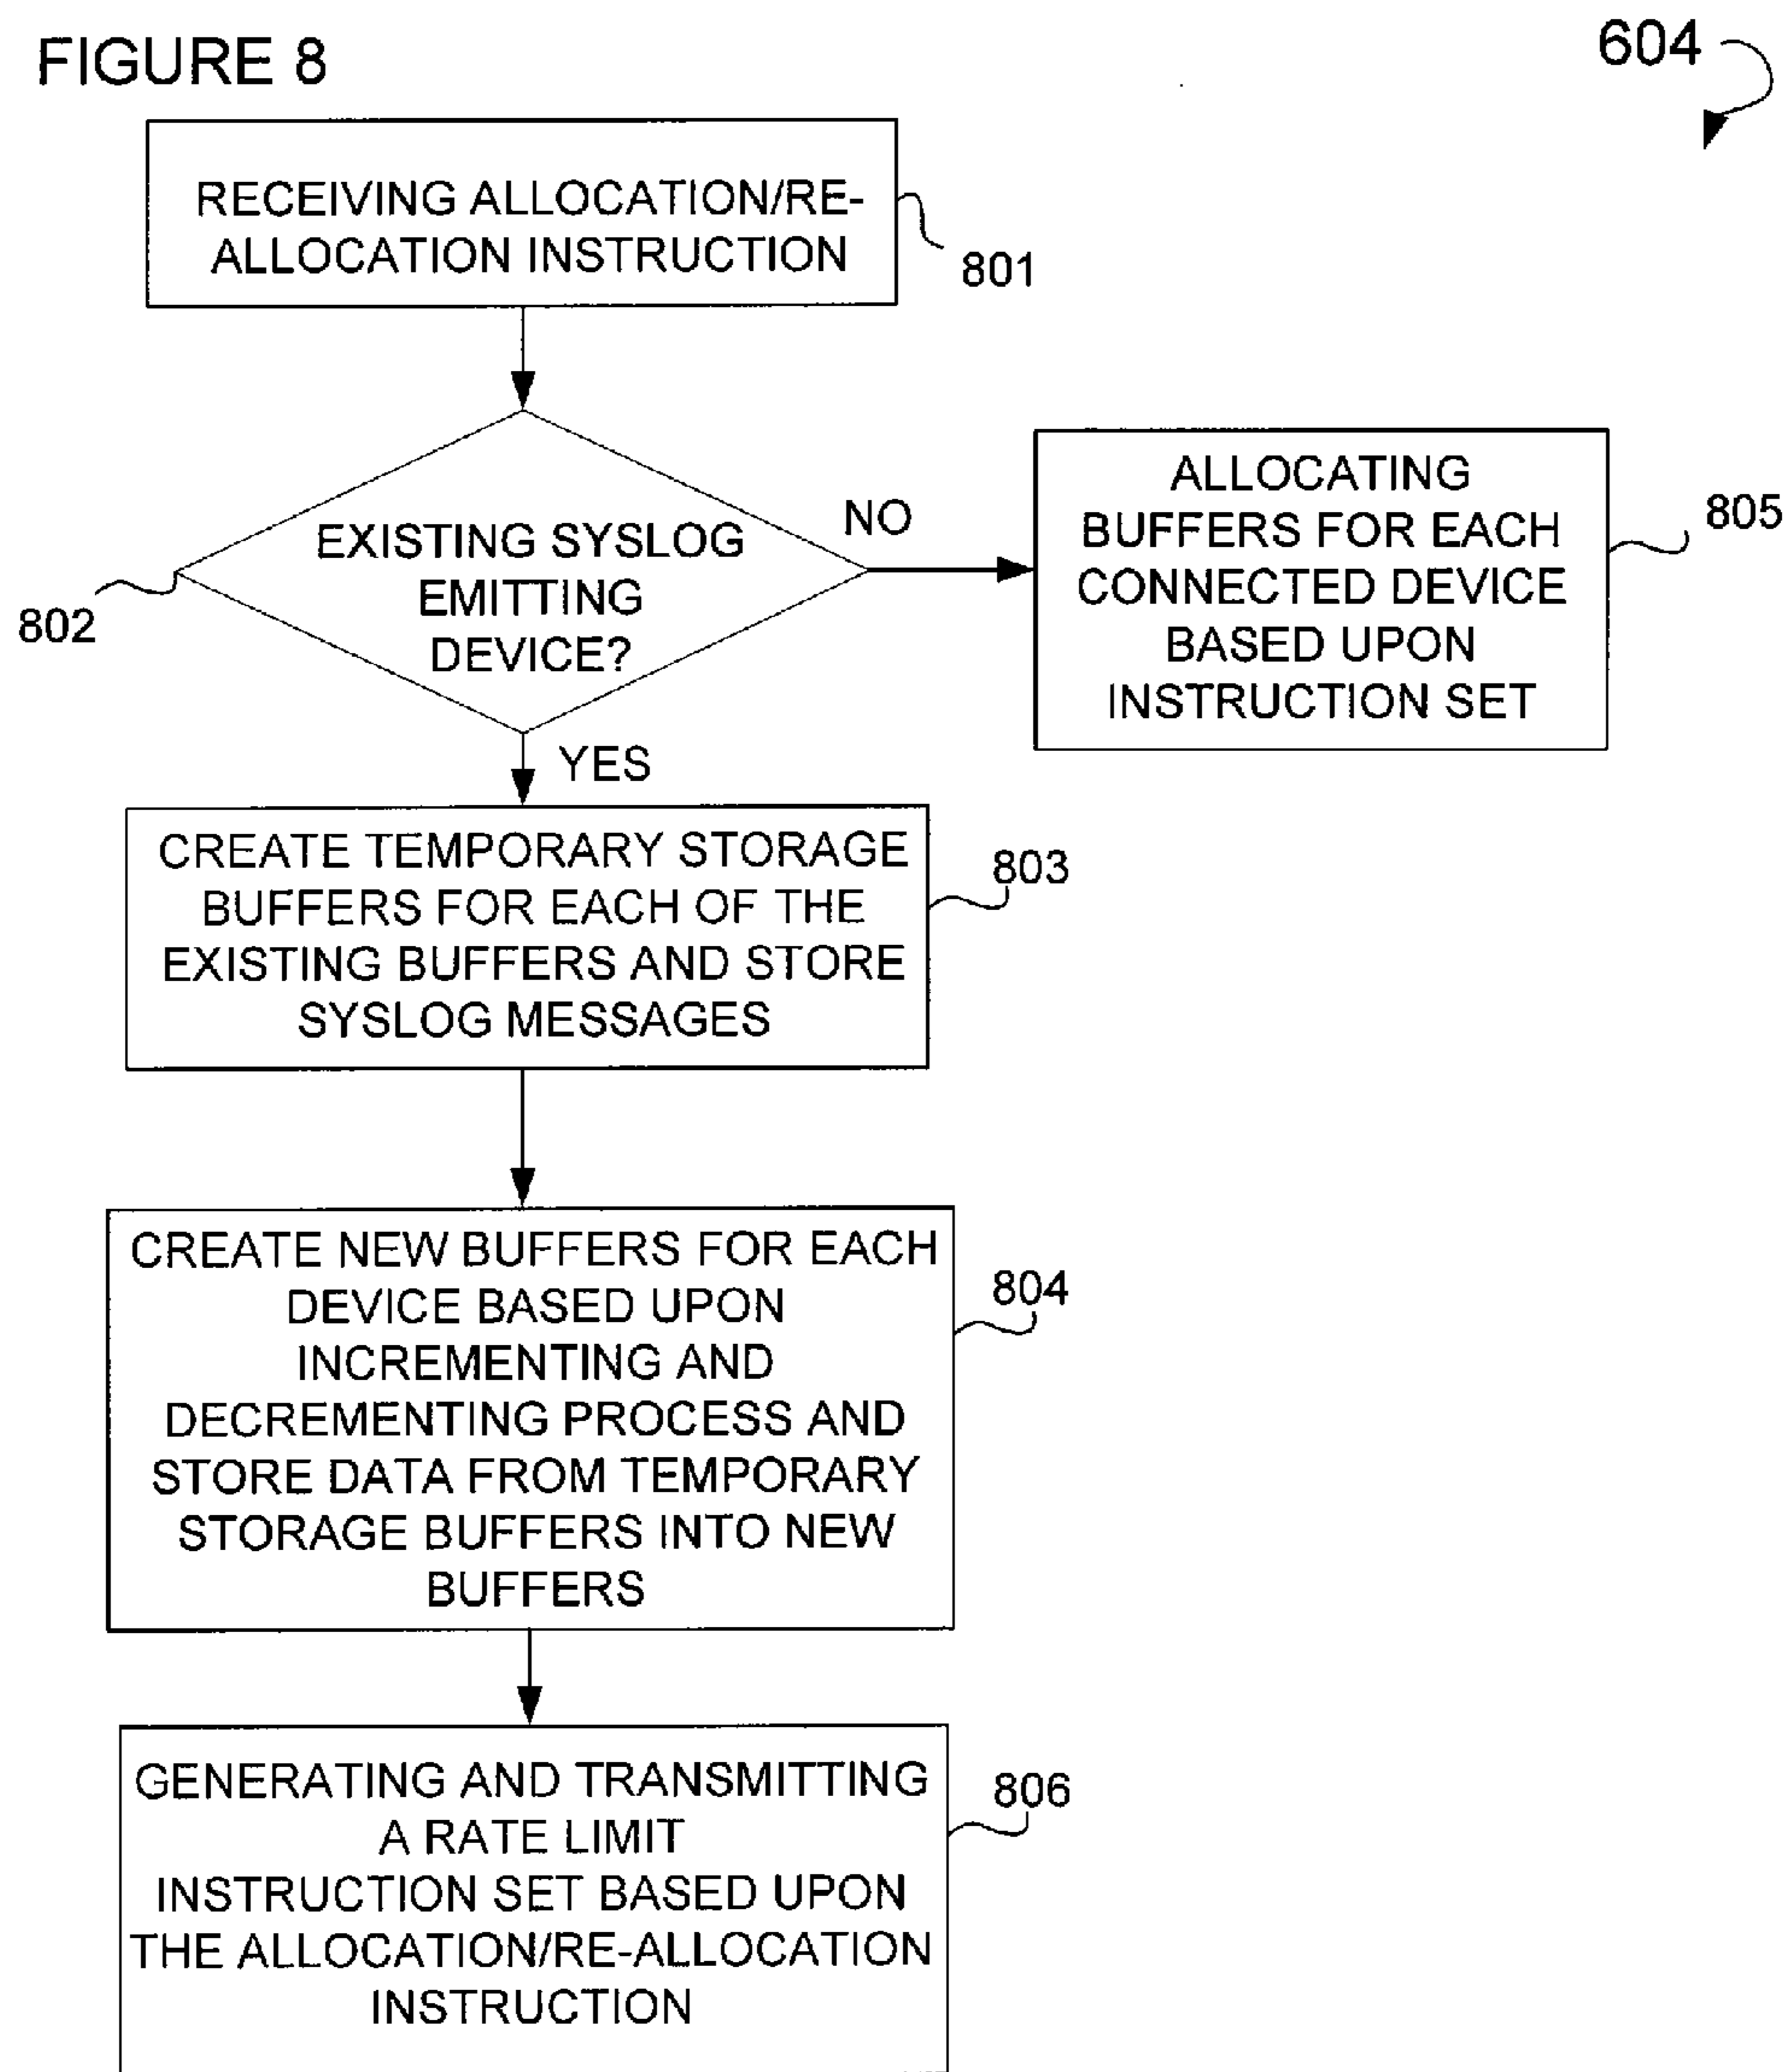 FIGURE 8
604
RECEIVING ALLOCATION/RE-
ALLOCATION INSTRUCTION
801
EXISTING SYSLOG
EMITTING
DEVICE?
802
NO
ALLOCATING
BUFFERS FOR EACH
CONNECTED DEVICE
BASED UPON
INSTRUCTION SET
805
YES
CREATE TEMPORARY STORAGE
BUFFERS FOR EACH OF THE
EXISTING BUFFERS AND STORE
SYSLOG MESSAGES
803
CREATE NEW BUFFERS FOR EACH
DEVICE BASED UPON
INCREMENTING AND
DECREMENTING PROCESS AND
STORE DATA FROM TEMPORARY
STORAGE BUFFERS INTO NEW
BUFFERS
804
GENERATING AND TRANSMITTING
A RATE LIMIT
INSTRUCTION SET BASED UPON
THE ALLOCATION/RE-ALLOCATION
INSTRUCTION
806